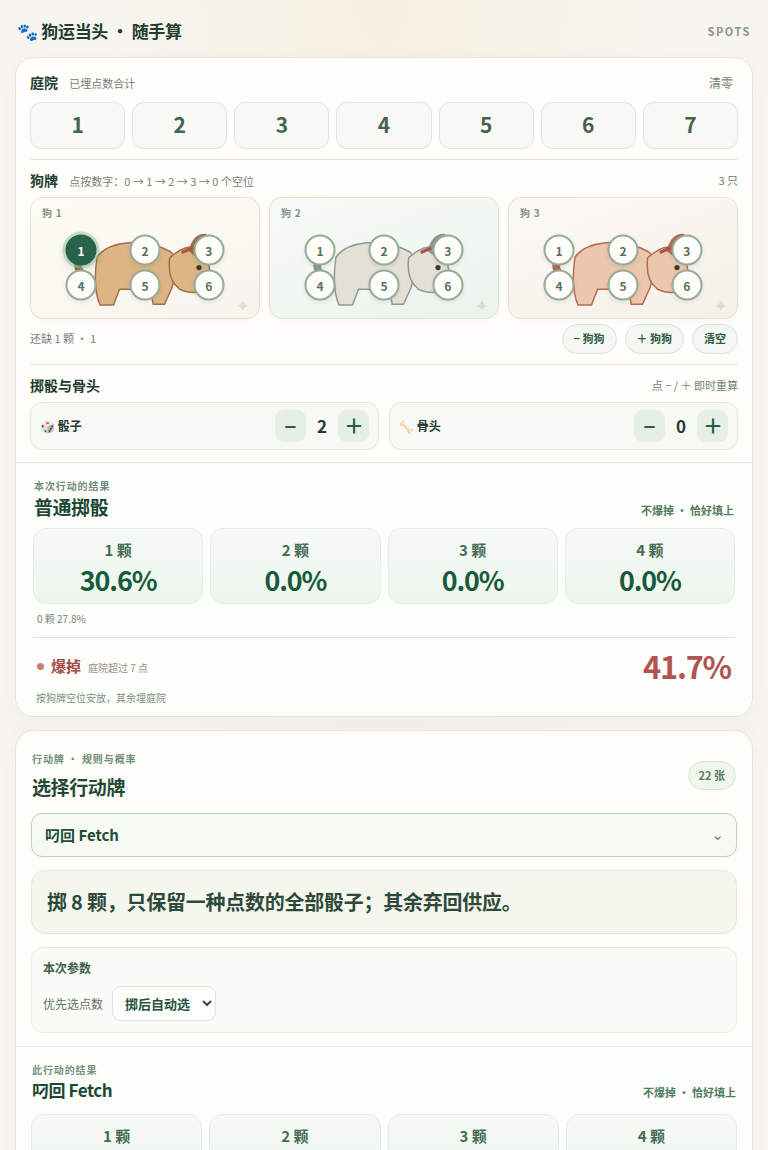 🐾 狗运当头 · 随手算
SPOTS
庭院 已埋点数合计 清零
1 2 3 4 5 6 7
狗牌 点按数字：0 → 1 → 2 → 3 → 0 个空位 3 只
狗 1 狗 2 狗 3
1 2 3 1 2 3 1 2 3
4 5 6 4 5 6 4 5 6
还缺 1 颗 · 1 − 狗狗 ＋ 狗狗 清空
掷骰与骨头 点 − / ＋ 即时重算
🎲 骰子 − 2 ＋ 🦴 骨头 − 0 ＋
本次行动的结果
普通掷骰 不爆掉 · 恰好填上
1 颗 2 颗 3 颗 4 颗
30.6% 0.0% 0.0% 0.0%
0 颗 27.8%
爆掉 庭院超过 7 点 41.7%
按狗牌空位安放，其余埋庭院
行动牌 · 规则与概率
选择行动牌 22 张
叼回 Fetch
掷 8 颗，只保留一种点数的全部骰子；其余弃回供应。
本次参数
优先选点数 掷后自动选
此行动的结果
叼回 Fetch 不爆掉 · 恰好填上
1 颗 2 颗 3 颗 4 颗